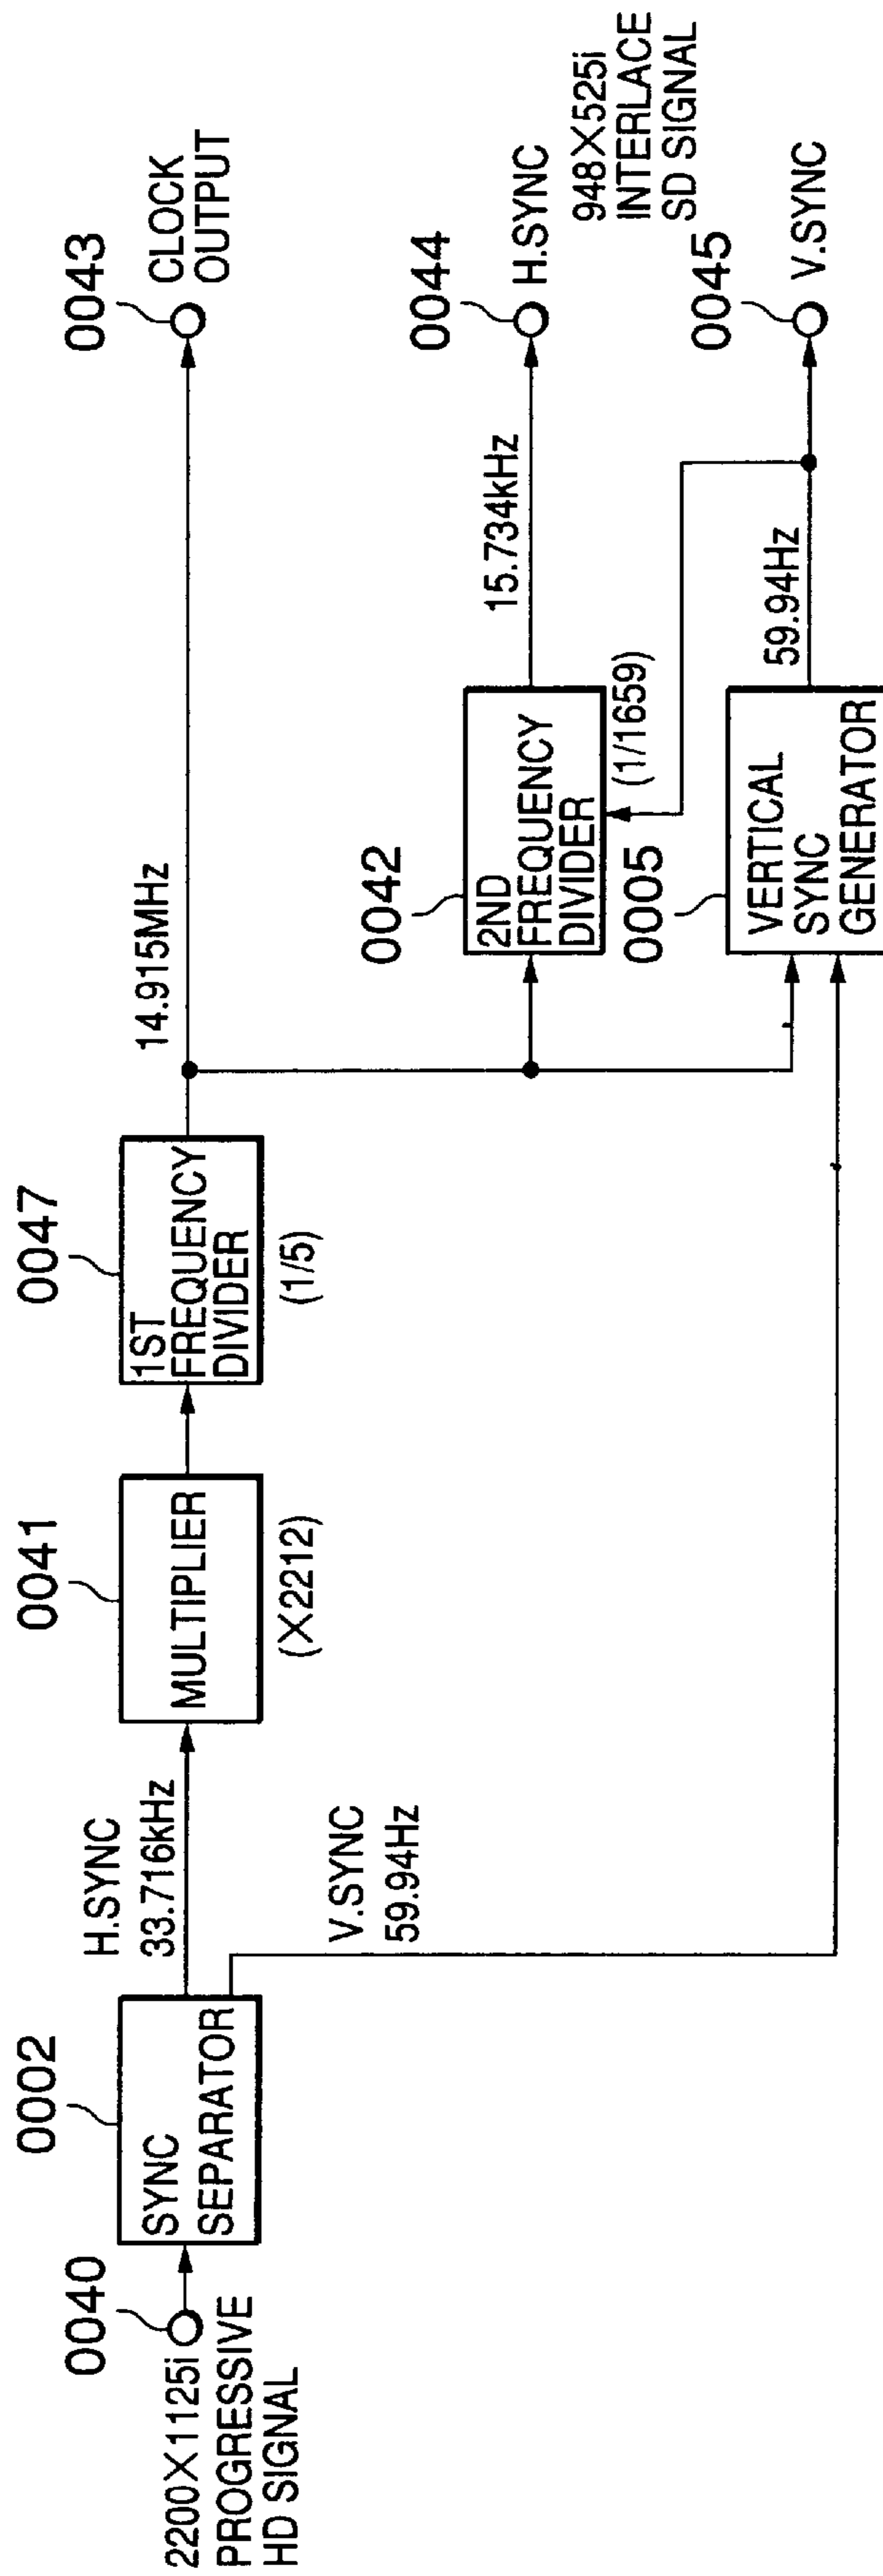 0040
2200×1125i
PROGRESSIVE
HD SIGNAL
0002
SYNC
SEPARATOR
H.SYNC
33.716kHz
V.SYNC
59.94Hz
0041
MULTIPLIER
(×2212)
0047
1ST
FREQUENCY
DIVIDER
(1/5)
14.915MHz
0043
CLOCK
OUTPUT
0042
2ND
FREQUENCY
DIVIDER
(1/1659)
15.734kHz
0044
H.SYNC
948×525i
INTERLACE
SD SIGNAL
0005
VERTICAL
SYNC
GENERATOR
59.94Hz
0045
V.SYNC